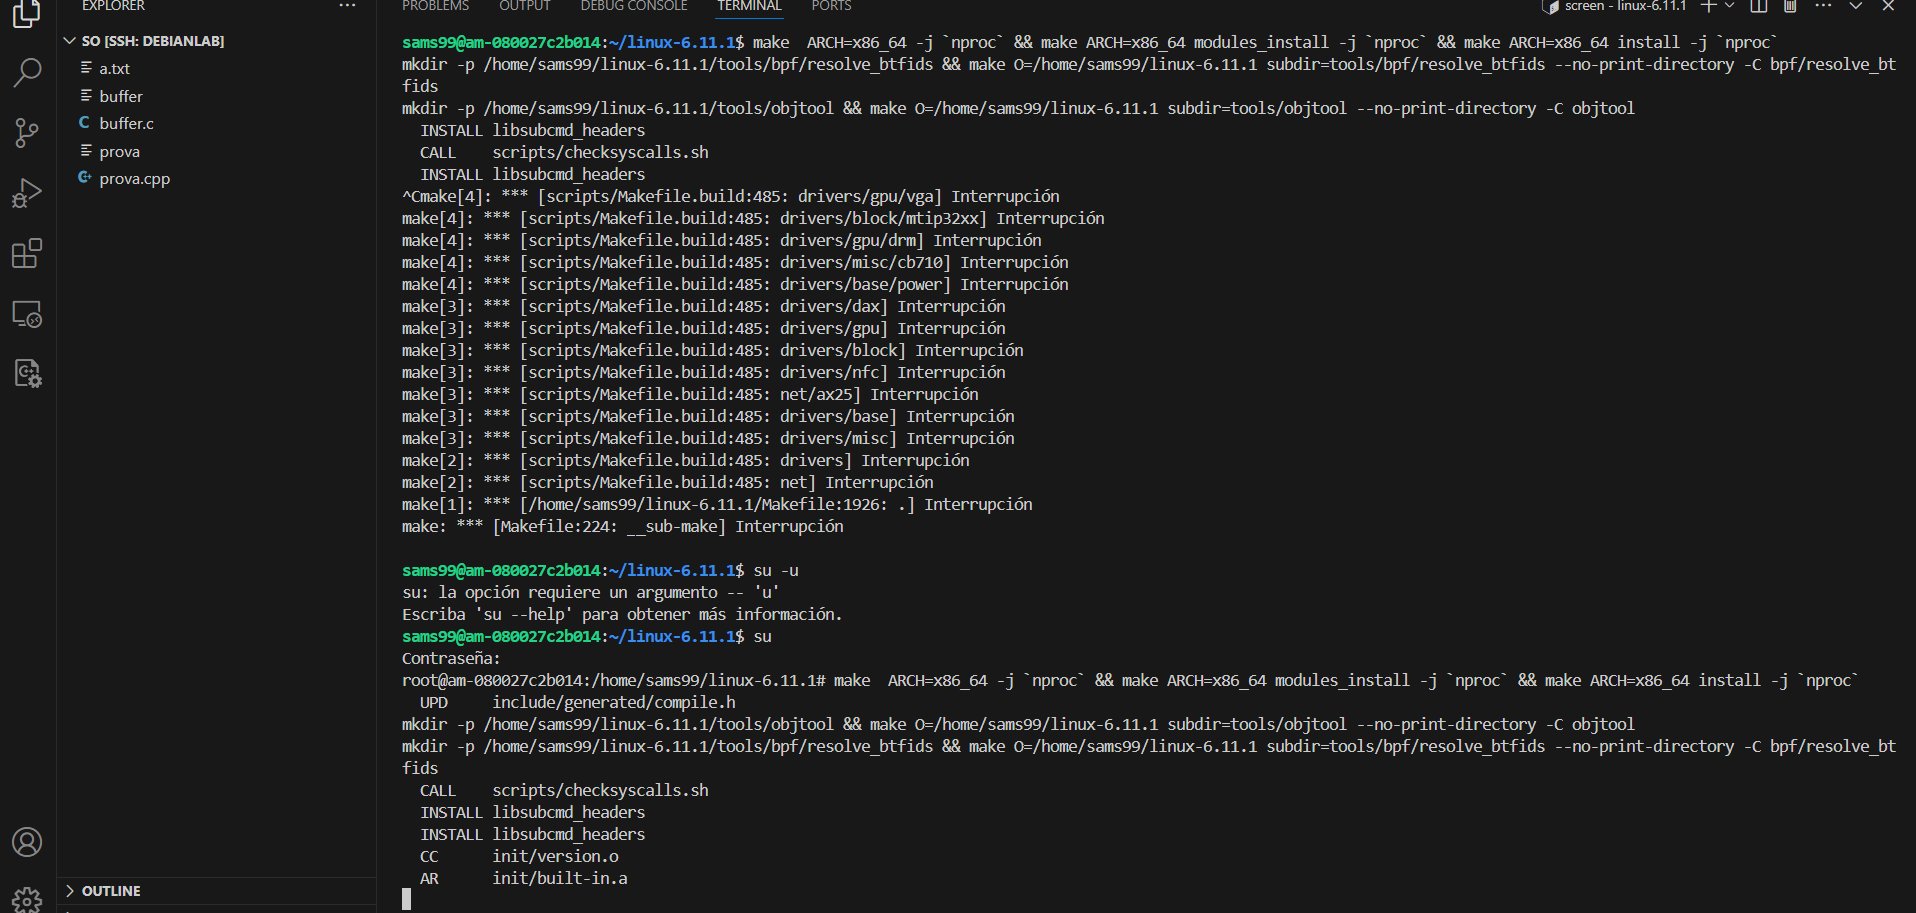 EXPLORER
SO [SSH: DEBIANLAB]
a.txt
buffer
C buffer.c
prova
prova.cpp
OUTLINE
PROBLEMS OUTPUT DEBUG CONSOLE TERMINAL PORTS
screen - linux-6.11.1
sams99@am-080027c2b014:~/linux-6.11.1$ make  ARCH=x86_64 -j `nproc` && make ARCH=x86_64 modules_install -j `nproc` && make ARCH=x86_64 install -j `nproc`
mkdir -p /home/sams99/linux-6.11.1/tools/bpf/resolve_btfids && make O=/home/sams99/linux-6.11.1 subdir=tools/bpf/resolve_btfids --no-print-directory -C bpf/resolve_bt
fids
mkdir -p /home/sams99/linux-6.11.1/tools/objtool && make O=/home/sams99/linux-6.11.1 subdir=tools/objtool --no-print-directory -C objtool
  INSTALL libsubcmd_headers
  CALL    scripts/checksyscalls.sh
  INSTALL libsubcmd_headers
^Cmake[4]: *** [scripts/Makefile.build:485: drivers/gpu/vga] Interrupción
make[4]: *** [scripts/Makefile.build:485: drivers/block/mtip32xx] Interrupción
make[4]: *** [scripts/Makefile.build:485: drivers/gpu/drm] Interrupción
make[4]: *** [scripts/Makefile.build:485: drivers/misc/cb710] Interrupción
make[4]: *** [scripts/Makefile.build:485: drivers/base/power] Interrupción
make[3]: *** [scripts/Makefile.build:485: drivers/dax] Interrupción
make[3]: *** [scripts/Makefile.build:485: drivers/gpu] Interrupción
make[3]: *** [scripts/Makefile.build:485: drivers/block] Interrupción
make[3]: *** [scripts/Makefile.build:485: drivers/nfc] Interrupción
make[3]: *** [scripts/Makefile.build:485: net/ax25] Interrupción
make[3]: *** [scripts/Makefile.build:485: drivers/base] Interrupción
make[3]: *** [scripts/Makefile.build:485: drivers/misc] Interrupción
make[2]: *** [scripts/Makefile.build:485: drivers] Interrupción
make[2]: *** [scripts/Makefile.build:485: net] Interrupción
make[1]: *** [/home/sams99/linux-6.11.1/Makefile:1926: .] Interrupción
make: *** [Makefile:224: __sub-make] Interrupción
sams99@am-080027c2b014:~/linux-6.11.1$ su -u
su: la opción requiere un argumento -- 'u'
Escriba 'su --help' para obtener más información.
sams99@am-080027c2b014:~/linux-6.11.1$ su
Contraseña:
root@am-080027c2b014:/home/sams99/linux-6.11.1# make  ARCH=x86_64 -j `nproc` && make ARCH=x86_64 modules_install -j `nproc` && make ARCH=x86_64 install -j `nproc`
  UPD     include/generated/compile.h
mkdir -p /home/sams99/linux-6.11.1/tools/objtool && make O=/home/sams99/linux-6.11.1 subdir=tools/objtool --no-print-directory -C objtool
mkdir -p /home/sams99/linux-6.11.1/tools/bpf/resolve_btfids && make O=/home/sams99/linux-6.11.1 subdir=tools/bpf/resolve_btfids --no-print-directory -C bpf/resolve_bt
fids
  CALL    scripts/checksyscalls.sh
  INSTALL libsubcmd_headers
  INSTALL libsubcmd_headers
  CC      init/version.o
  AR      init/built-in.a